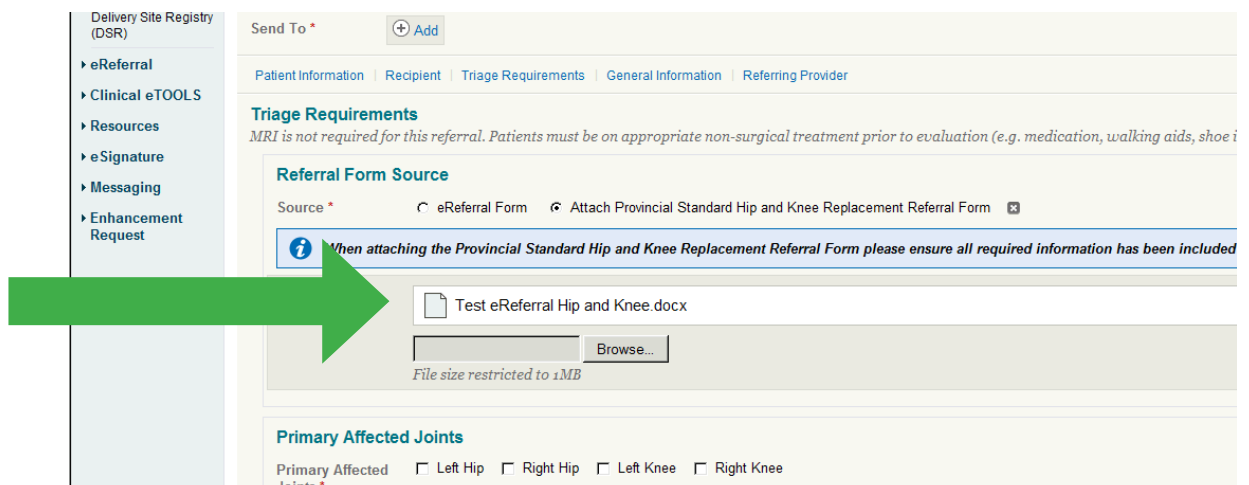 Delivery Site Registry
(DSR)
eReferral
Clinical eTOOLS
Resources
eSignature
Messaging
Enhancement
Request
Send To *
Add
Patient Information | Recipient | Triage Requirements | General Information | Referring Provider
Triage Requirements
MRI is not required for this referral. Patients must be on appropriate non-surgical treatment prior to evaluation (e.g. medication, walking aids, shoe i
Referral Form Source
Source * eReferral Form Attach Provincial Standard Hip and Knee Replacement Referral Form
When attaching the Provincial Standard Hip and Knee Replacement Referral Form please ensure all required information has been included
Test eReferral Hip and Knee.docx
Browse...
File size restricted to 1MB
Primary Affected Joints
Primary Affected Left Hip Right Hip Left Knee Right Knee
Joints *